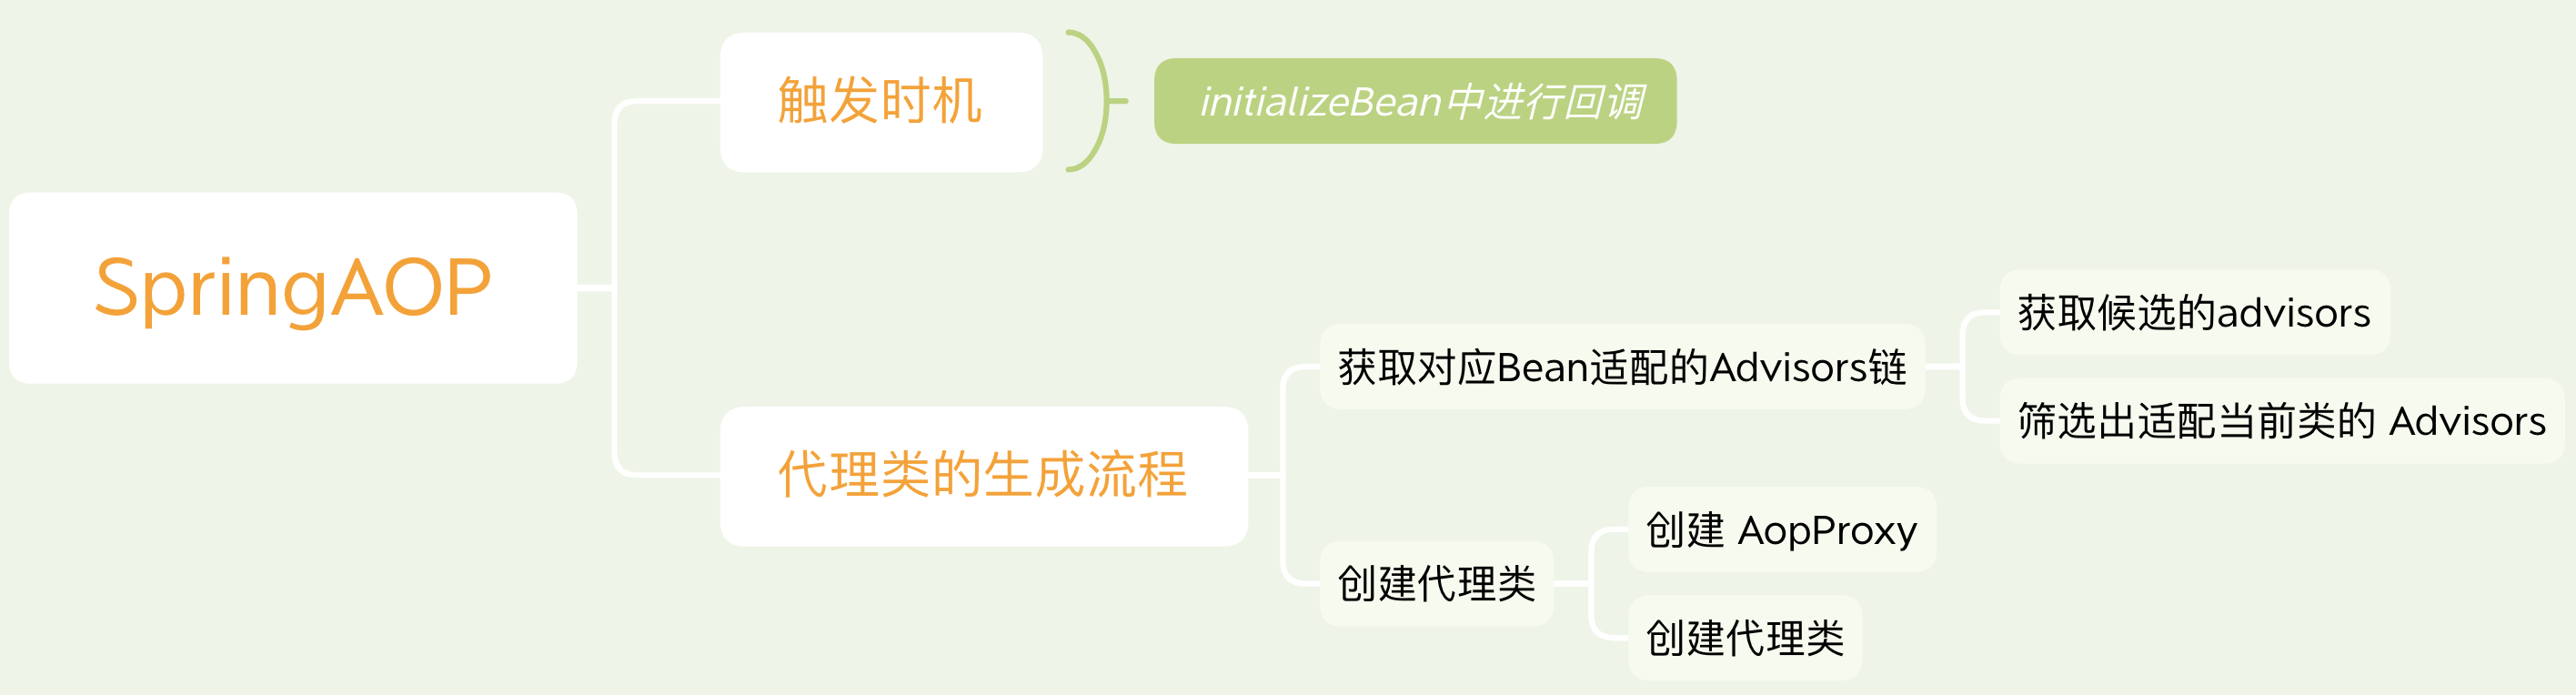 SpringAOP
触发时机
initializeBean中进行回调
代理类的生成流程
获取对应Bean适配的Advisors链
获取候选的advisors
筛选出适配当前类的 Advisors
创建代理类
创建 AopProxy
创建代理类